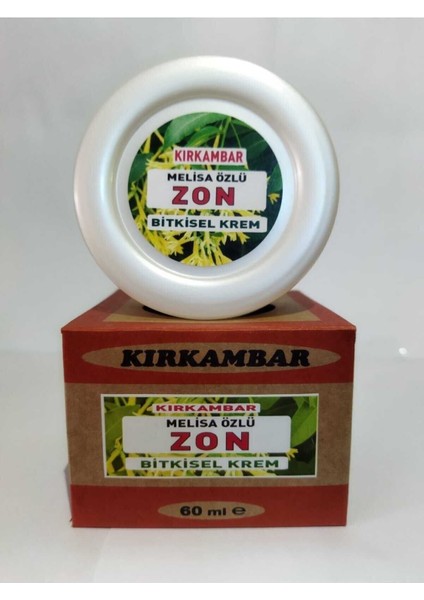 KIRKAMBAR
MELİSA ÖZLÜ
ZON
BİTKİSEL KREM
KIRKAMBAR
KIRKAMBAR
MELİSA ÖZLÜ
ZON
BİTKİSEL KREM
60 ml e